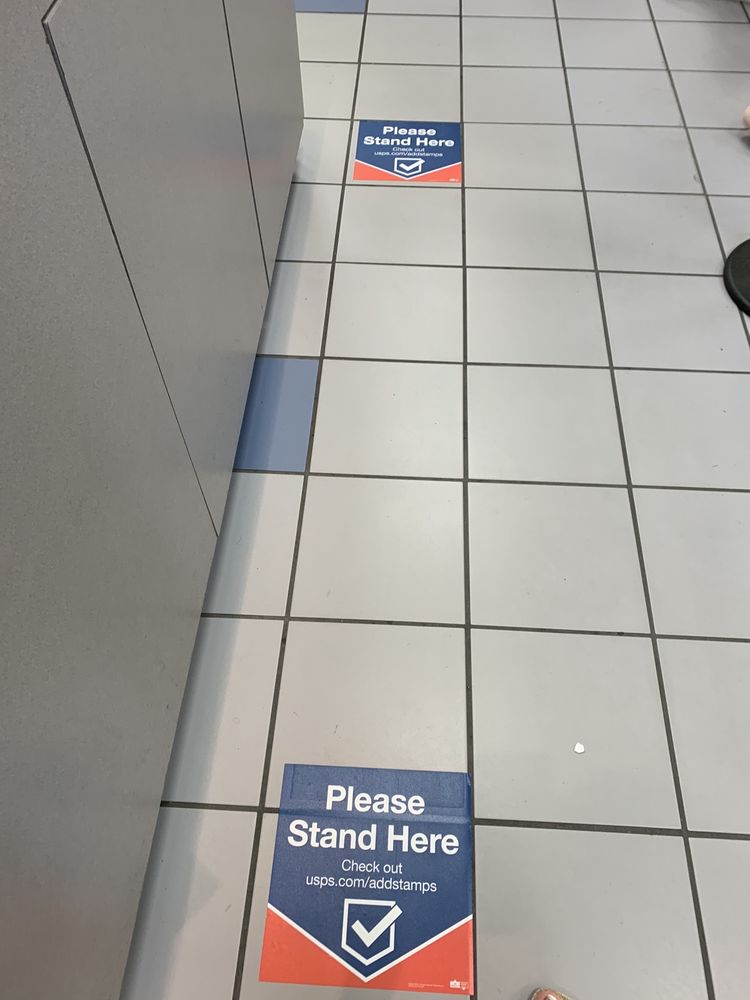 Please
Stand Here
Check out
usps.com/addstamps
Please
Stand Here
Check out
usps.com/addstamps